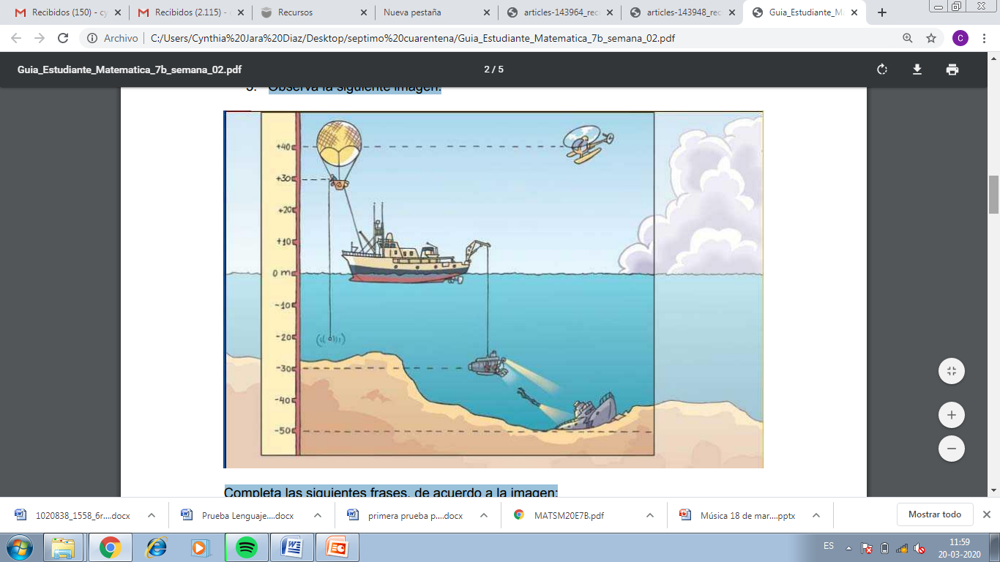 Recibidos (150) - cy
Recibidos (2.115) -
Recursos
Nueva pestaña
articles-143964_rec
articles-143948_rec
Guia_Estudiante_M
Archivo
C:/Users/Cynthia%20Jara%20Diaz/Desktop/septimo%20cuarentena/Guia_Estudiante_Matematica_7b_semana_02.pdf
C
Guia_Estudiante_Matematica_7b_semana_02.pdf
2 / 5
Observa la siguiente imagen:
+40
+30
+20
+10
0 m
-10
-20
-30
-40
-50
Completa las siguientes frases, de acuerdo a la imagen:
1020838_1558_6r....docx
Prueba Lenguaje....docx
primera prueba p....docx
MATSM20E7B.pdf
Música 18 de mar....pptx
Mostrar todo
ES
11:59
20-03-2020